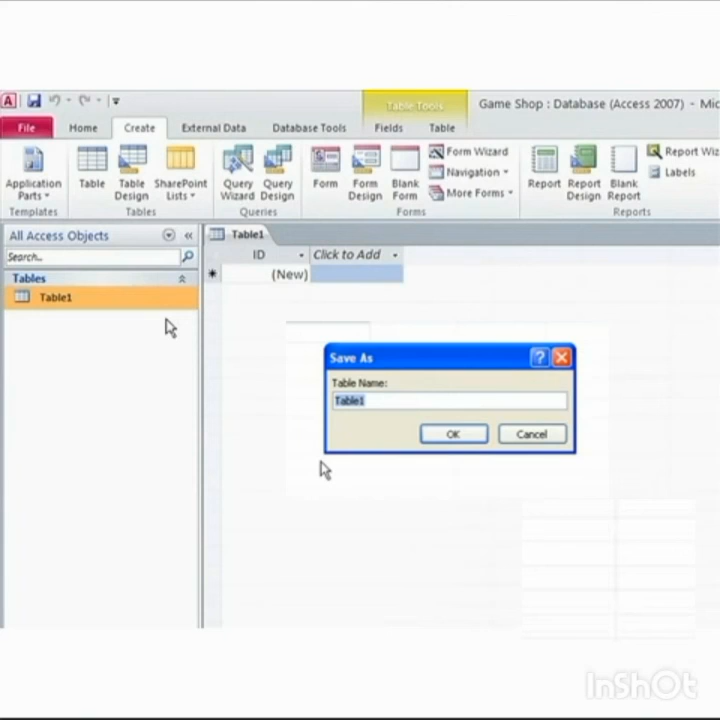 A
Table Tools
Game Shop : Database (Access 2007) - Mic
File Home Create External Data Database Tools Fields Table
Application Parts
Table
Table Design
SharePoint Lists
Query Wizard
Query Design
Form
Form Design
Blank Form
Form Wizard
Navigation
More Forms
Report
Report Design
Blank Report
Report Wiz
Labels
Templates Tables Queries Forms Reports
All Access Objects «
Search...
Tables
Table1
Table1
ID Click to Add
* (New)
Save As ?
Table Name:
Table1
OK Cancel
InShOt